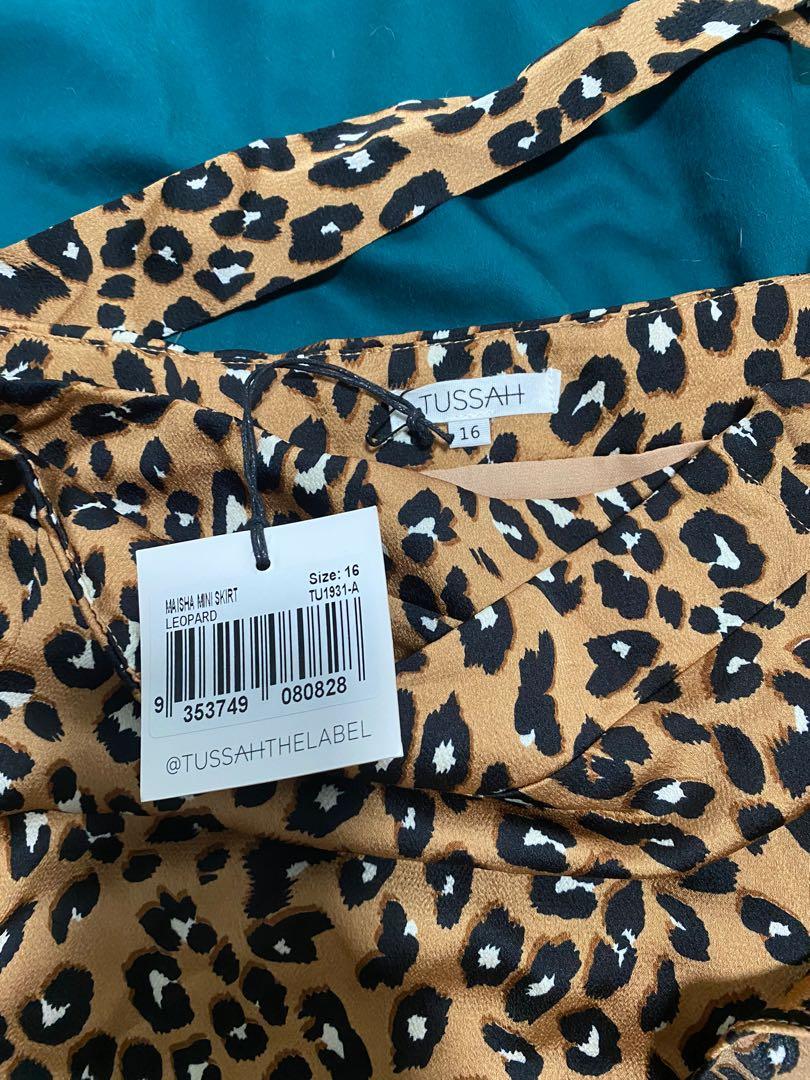 TUSSAH
16
MAISHA MINI SKIRT
Size: 16
LEOPARD
TU1931-A
9 353749 080828
@TUSSAHTHELABEL